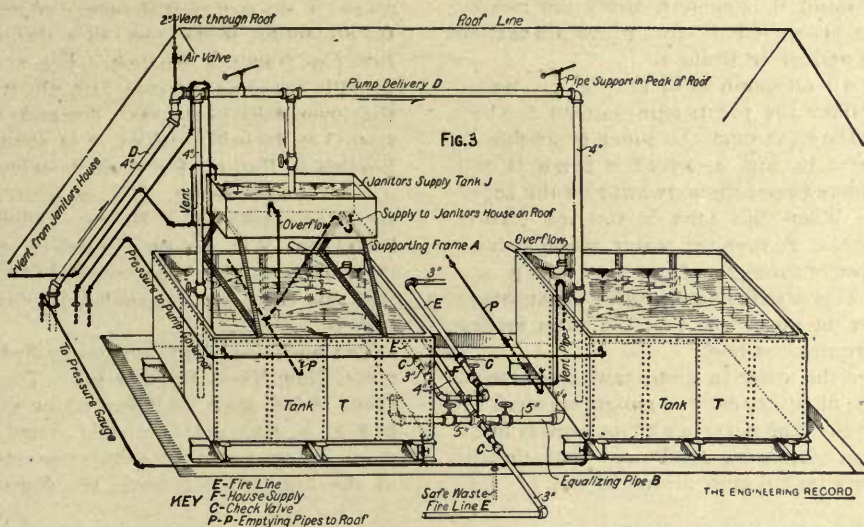 2" Vent through Roof
Roof Line
Air Valve
Pump Delivery D
Pipe Support in Peak of Roof
FIG. 3
D
4"
4"
4"
Vent from Janitors House
Vent
Janitors Supply Tank J
Overflow
Supply to Janitors House on Roof
Supporting Frame A
Overflow
3"
E
P
Pressure to Pump Governor
To Pressure Gauge
P
E
C
3"
4"
F
C
Vent Pipe
5"
5"
C
Tank T
Tank T
3"
Equalizing Pipe B
KEY
E-Fire Line
F-House Supply
C-Check Valve
P-P-Emptying Pipes to Roof
Safe Waste
Fire Line E
THE ENGINEERING RECORD